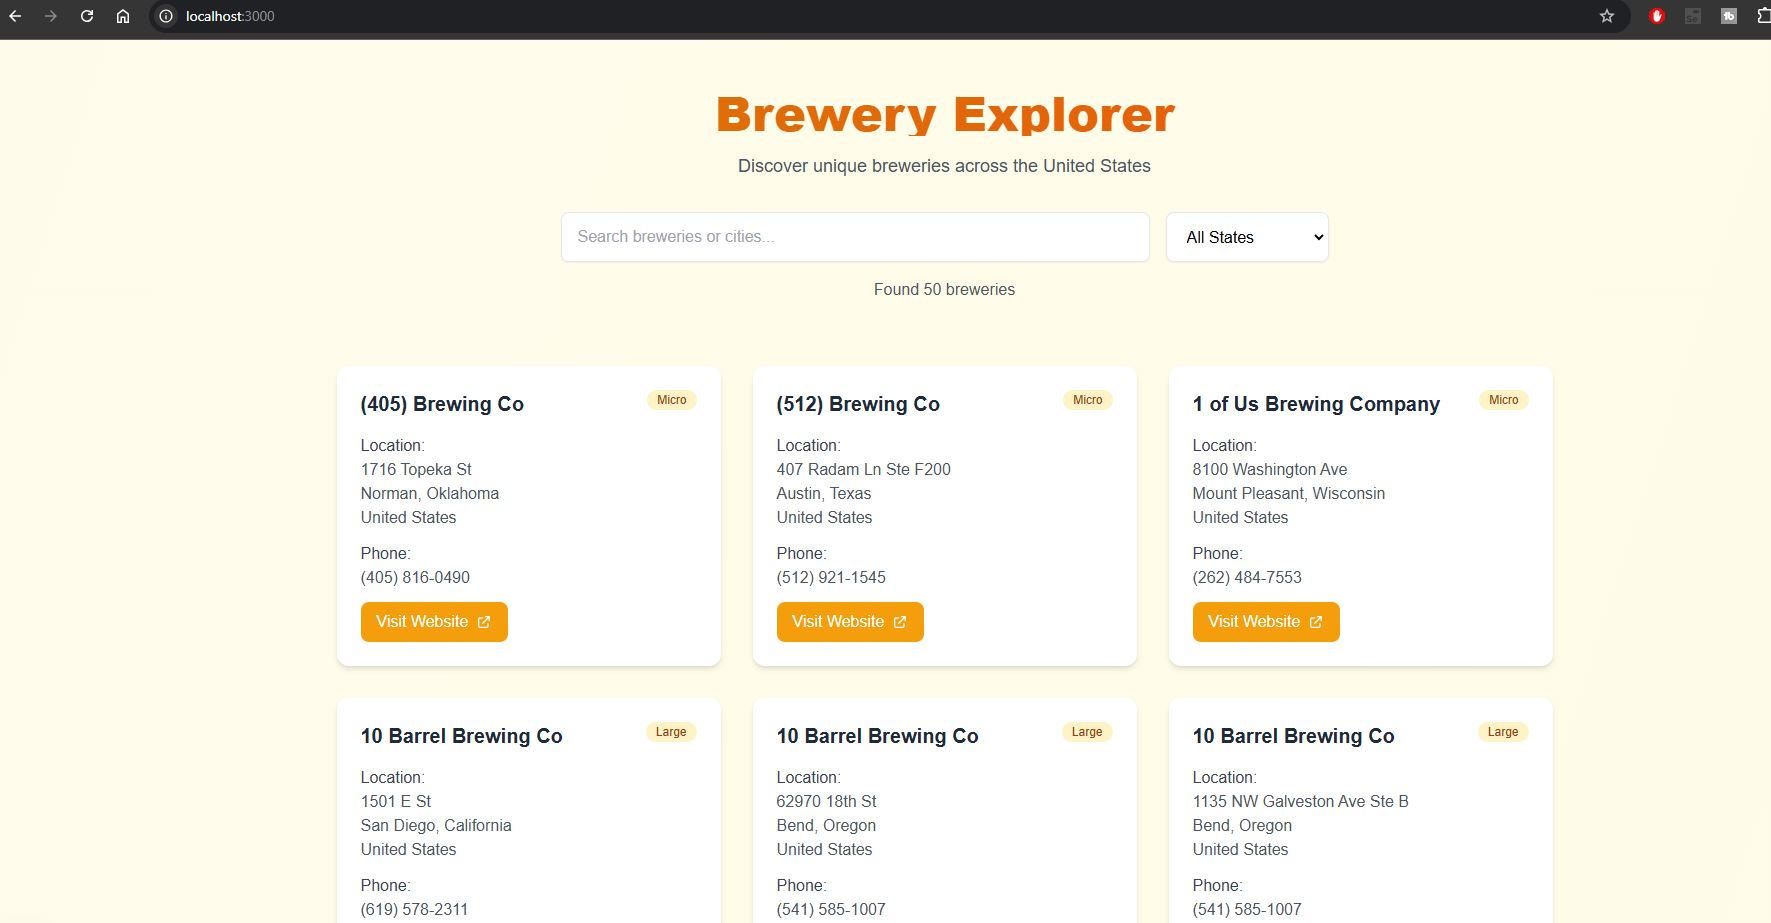 localhost:3000
Brewery Explorer
Discover unique breweries across the United States
Search breweries or cities...
All States
Found 50 breweries
(405) Brewing Co
Micro
Location:
1716 Topeka St
Norman, Oklahoma
United States
Phone:
(405) 816-0490
Visit Website
(512) Brewing Co
Micro
Location:
407 Radam Ln Ste F200
Austin, Texas
United States
Phone:
(512) 921-1545
Visit Website
1 of Us Brewing Company
Micro
Location:
8100 Washington Ave
Mount Pleasant, Wisconsin
United States
Phone:
(262) 484-7553
Visit Website
10 Barrel Brewing Co
Large
Location:
1501 E St
San Diego, California
United States
Phone:
(619) 578-2311
10 Barrel Brewing Co
Large
Location:
62970 18th St
Bend, Oregon
United States
Phone:
(541) 585-1007
10 Barrel Brewing Co
Large
Location:
1135 NW Galveston Ave Ste B
Bend, Oregon
United States
Phone:
(541) 585-1007